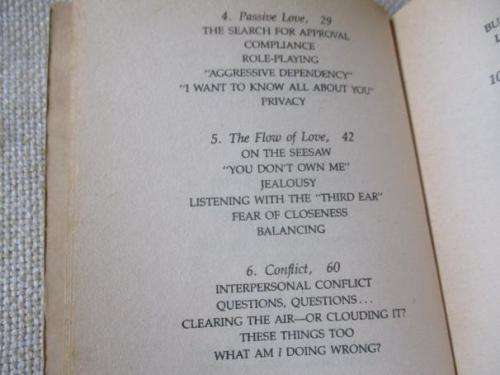 4. Passive Love, 29
THE SEARCH FOR APPROVAL
COMPLIANCE
ROLE-PLAYING
"AGGRESSIVE DEPENDENCY"
"I WANT TO KNOW ALL ABOUT YOU"
PRIVACY
5. The Flow of Love, 42
ON THE SEESAW
"YOU DON'T OWN ME"
JEALOUSY
LISTENING WITH THE "THIRD EAR"
FEAR OF CLOSENESS
BALANCING
6. Conflict, 60
INTERPERSONAL CONFLICT
QUESTIONS, QUESTIONS...
CLEARING THE AIR—OR CLOUDING IT?
THESE THINGS TOO
WHAT AM I DOING WRONG?